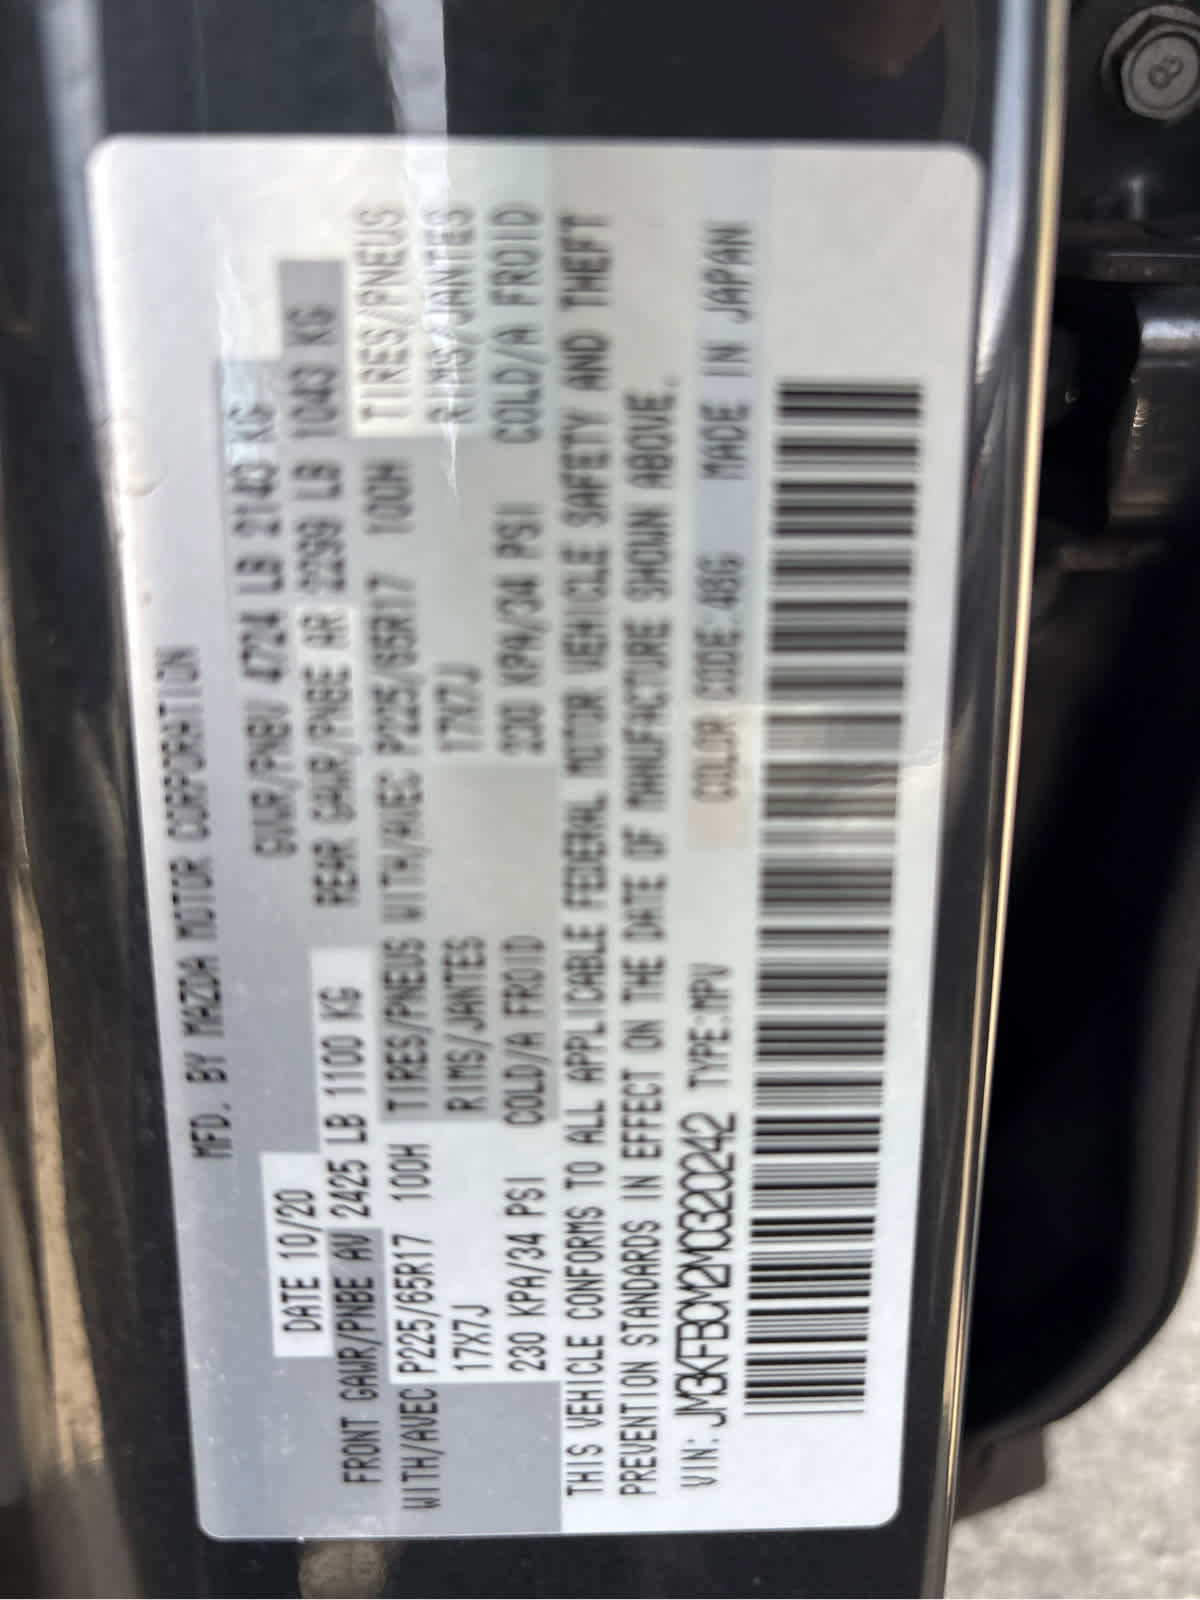 MFD. BY MAZDA MOTOR CORPORATION
DATE 10/20 GVWR/PNBV 4724 LB 2143 KG
FRONT GAWR/PNBE AV 2425 LB 1100 KG REAR GAWR/PNBE AR 2299 LB 1043 KG
WITH/AVEC P225/65R17 100H TIRES/PNEUS WITH/AVEC P225/65R17 100H TIRES/PNEUS
17X7J RIMS/JANTES 17X7J RIMS/JANTES
230 KPA/34 PSI COLD/A FROID 230 KPA/34 PSI COLD/A FROID
THIS VEHICLE CONFORMS TO ALL APPLICABLE FEDERAL MOTOR VEHICLE SAFETY AND THEFT
PREVENTION STANDARDS IN EFFECT ON THE DATE OF MANUFACTURE SHOWN ABOVE.
VIN: JM3KFBCM2M0320242 TYPE:MPV COLOR CODE:46G MADE IN JAPAN
8